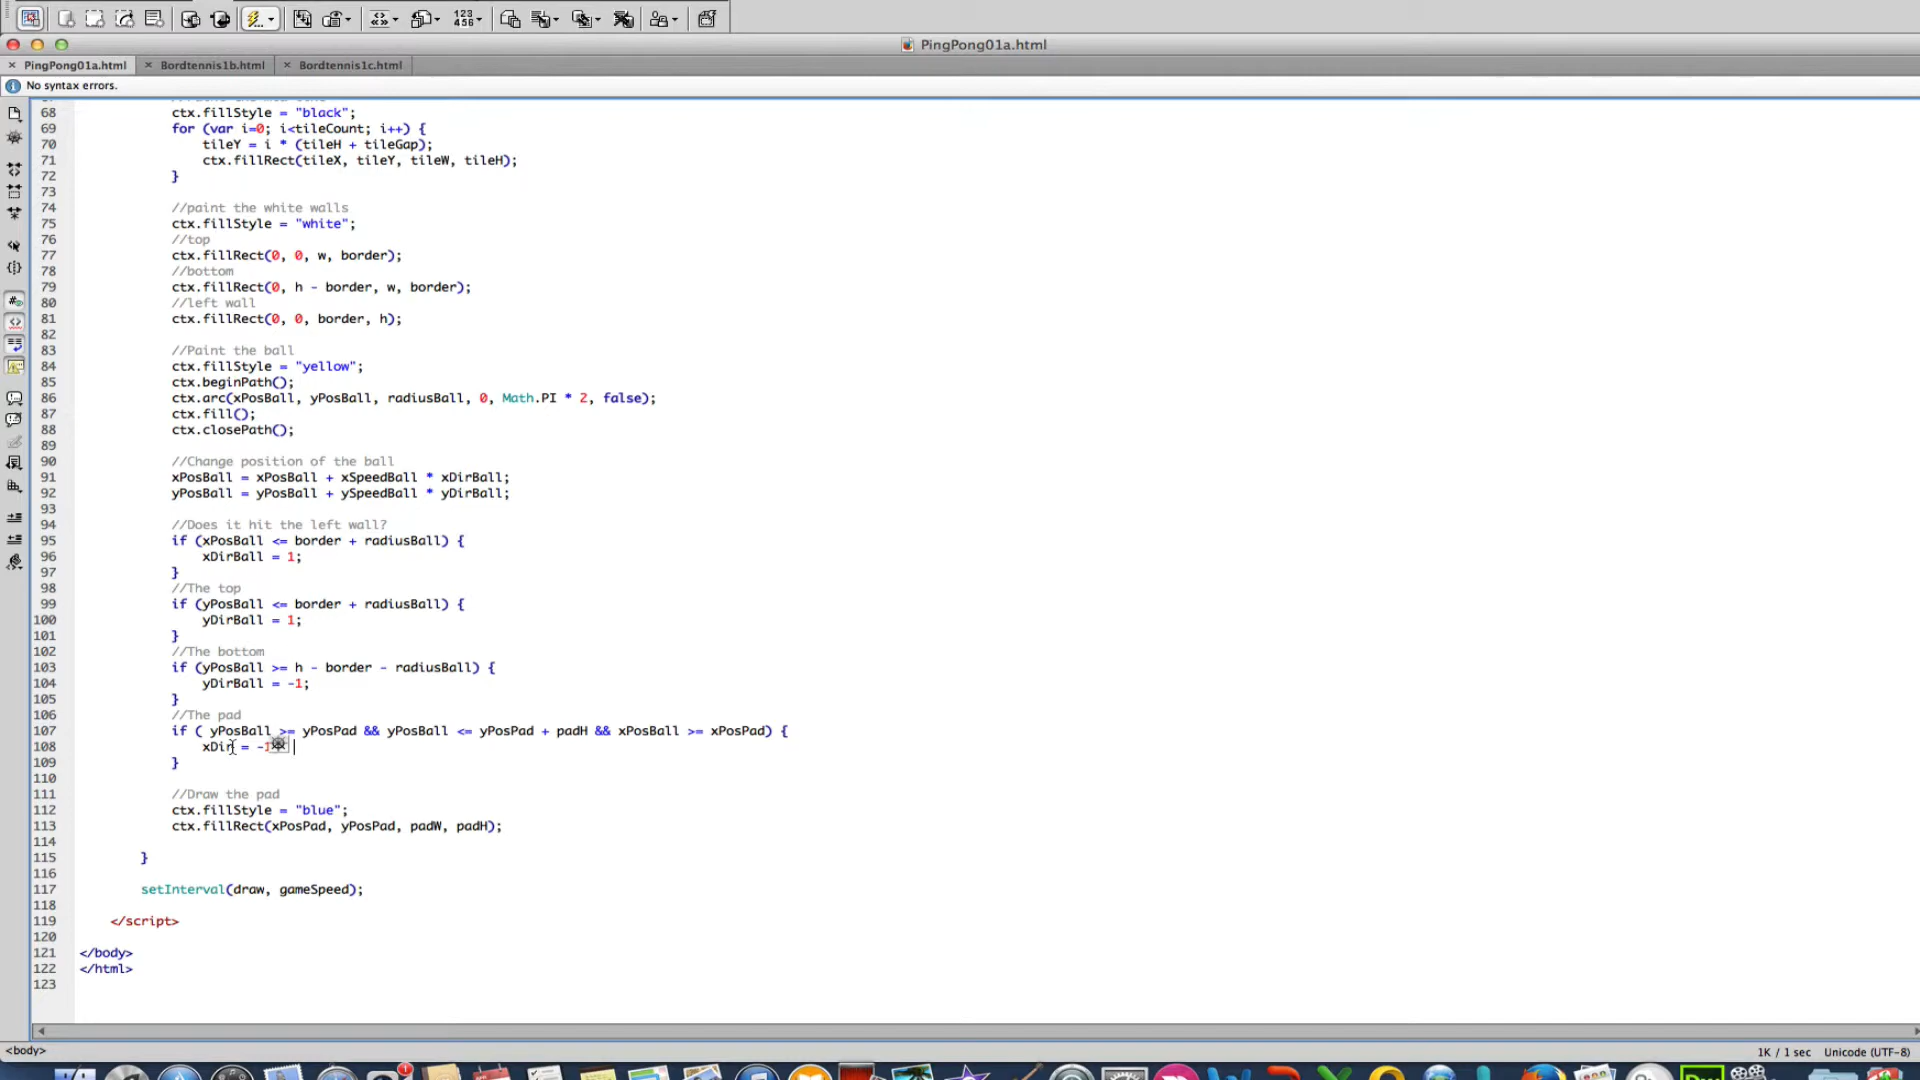 123
456
PingPong01a.html
PingPong01a.html Bordtennis1b.html Bordtennis1c.html
No syntax errors.
68 ctx.fillStyle = "black";
69 for (var i=0; i<tileCount; i++) {
70 tileY = i * (tileH + tileGap);
71 ctx.fillRect(tileX, tileY, tileW, tileH);
72 }
73
74 //paint the white walls
75 ctx.fillStyle = "white";
76 //top
77 ctx.fillRect(0, 0, w, border);
78 //bottom
79 ctx.fillRect(0, h - border, w, border);
80 //left wall
81 ctx.fillRect(0, 0, border, h);
82
83 //Paint the ball
84 ctx.fillStyle = "yellow";
85 ctx.beginPath();
86 ctx.arc(xPosBall, yPosBall, radiusBall, 0, Math.PI * 2, false);
87 ctx.fill();
88 ctx.closePath();
89
90 //Change position of the ball
91 xPosBall = xPosBall + xSpeedBall * xDirBall;
92 yPosBall = yPosBall + ySpeedBall * yDirBall;
93
94 //Does it hit the left wall?
95 if (xPosBall <= border + radiusBall) {
96 xDirBall = 1;
97 }
98 //The top
99 if (yPosBall <= border + radiusBall) {
100 yDirBall = 1;
101 }
102 //The bottom
103 if (yPosBall >= h - border - radiusBall) {
104 yDirBall = -1;
105 }
106 //The pad
107 if ( yPosBall >= yPosPad && yPosBall <= yPosPad + padH && xPosBall >= xPosPad) {
108 xDir = -1
109 }
110
111 //Draw the pad
112 ctx.fillStyle = "blue";
113 ctx.fillRect(xPosPad, yPosPad, padW, padH);
114
115 }
116
117 setInterval(draw, gameSpeed);
118
119 </script>
120
121 </body>
122 </html>
123
<body> 1K / 1 sec Unicode (UTF-8)